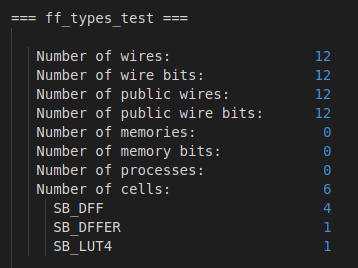 === ff_types_test ===
Number of wires: 12
Number of wire bits: 12
Number of public wires: 12
Number of public wire bits: 12
Number of memories: 0
Number of memory bits: 0
Number of processes: 0
Number of cells: 6
SB_DFF 4
SB_DFFER 1
SB_LUT4 1